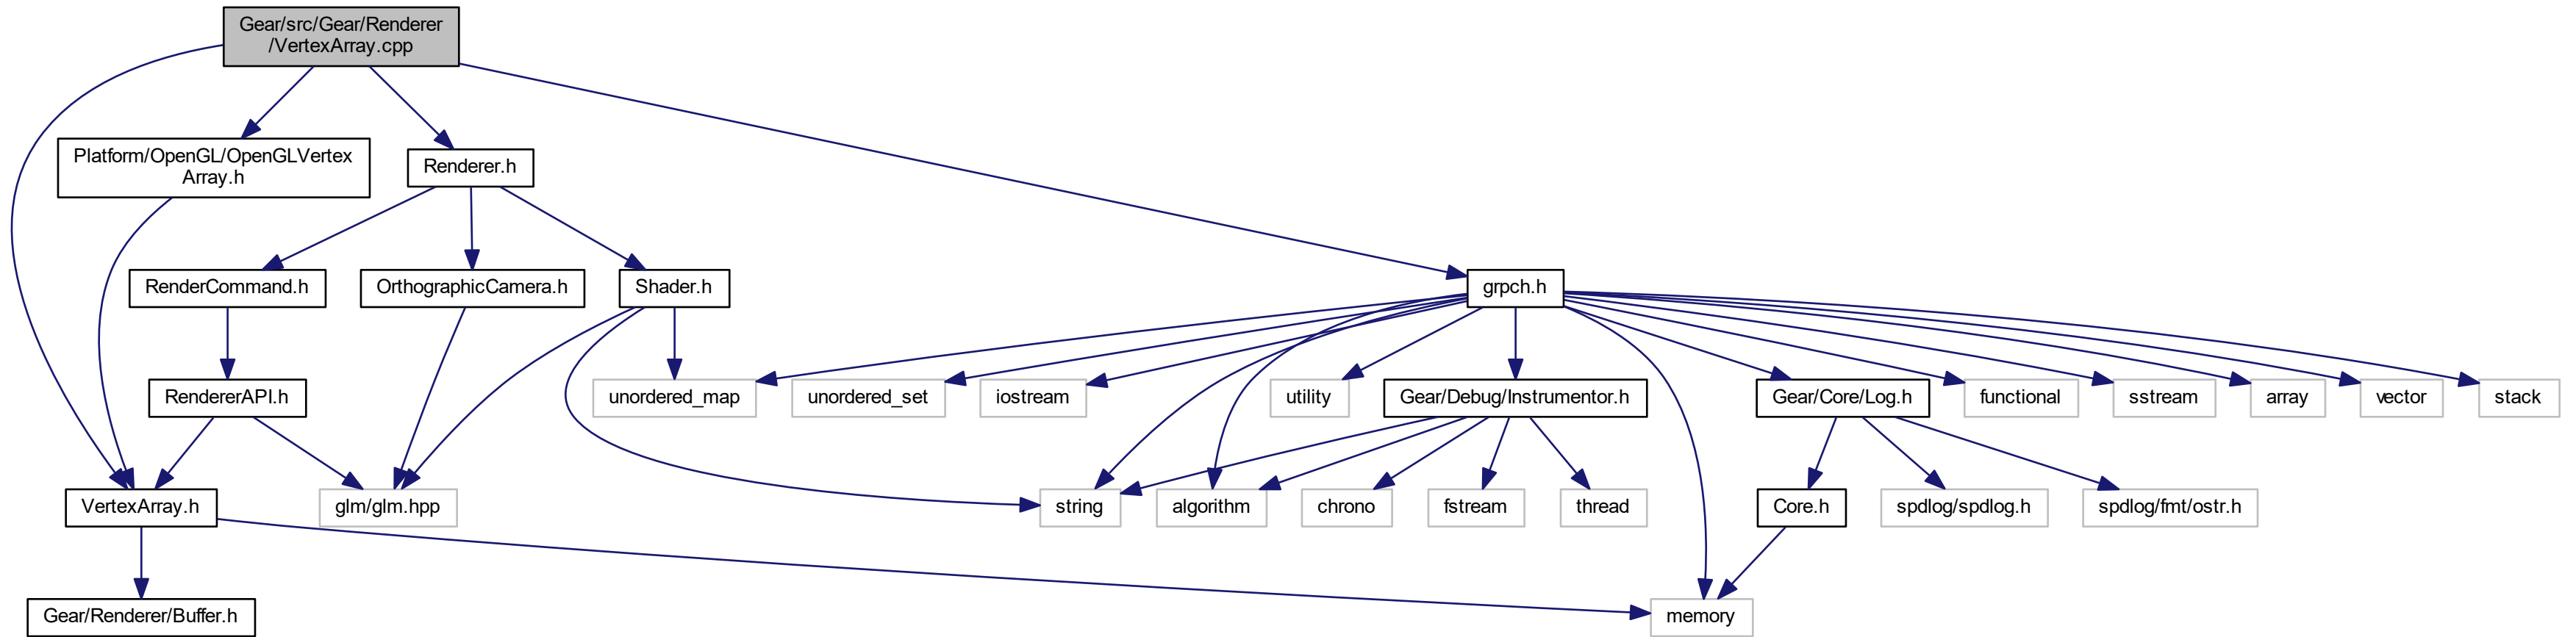 Gear/src/Gear/Renderer
/VertexArray.cpp
Platform/OpenGL/OpenGLVertex
Array.h
Renderer.h
RenderCommand.h
OrthographicCamera.h
Shader.h
grpch.h
RendererAPI.h
unordered_map
unordered_set
iostream
utility
Gear/Debug/Instrumentor.h
Gear/Core/Log.h
functional
sstream
array
vector
stack
VertexArray.h
glm/glm.hpp
string
algorithm
chrono
fstream
thread
Core.h
spdlog/spdlog.h
spdlog/fmt/ostr.h
Gear/Renderer/Buffer.h
memory